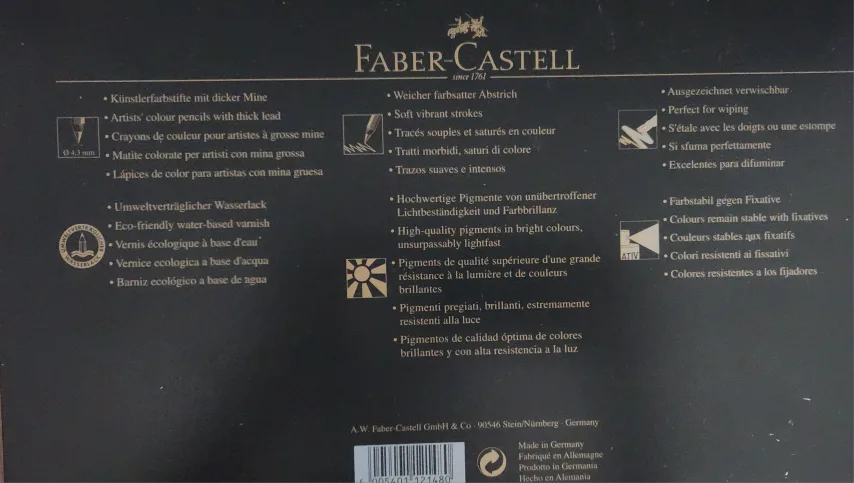 FABER-CASTELL
since 1761
• Künstlerfarbstifte mit dicker Mine
• Artists' colour pencils with thick lead
• Crayons de couleur pour artistes à grosse mine
• Matite colorate per artisti con mina grossa
• Lápices de color para artistas con mina gruesa
Ø 4,3 mm
• Umweltverträglicher Wasserlack
• Eco-friendly water-based varnish
• Vernis écologique à base d'eau
• Vernice ecologica a base d'acqua
• Barniz ecológico a base de agua
• Weicher farbsatter Abstrich
• Soft vibrant strokes
• Tracés souples et saturés en couleur
• Tratti morbidi, saturi di colore
• Trazos suaves e intensos
• Hochwertige Pigmente von unübertroffener
Lichtbeständigkeit und Farbbrillanz
• High-quality pigments in bright colours,
unsurpassably lightfast
• Pigments de qualité supérieure d'une grande
résistance à la lumière et de couleurs
brillantes
• Pigmenti pregiati, brillanti, estremamente
resistenti alla luce
• Pigmentos de calidad óptima de colores
brillantes y con alta resistencia a la luz
• Ausgezeichnet verwischbar
• Perfect for wiping
• S'étale avec les doigts ou une estompe
• Si sfuma perfettamente
• Excelentes para difuminar
• Farbstabil gegen Fixative
• Colours remain stable with fixatives
• Couleurs stables aux fixatifs
• Colori resistenti ai fissativi
• Colores resistentes a los fijadores
ATIV
A.W. Faber-Castell GmbH & Co · 90546 Stein/Nürnberg · Germany
Made in Germany
Fabriqué en Allemagne
Prodotto in Germania
Hecho en Alemania
005401 121480